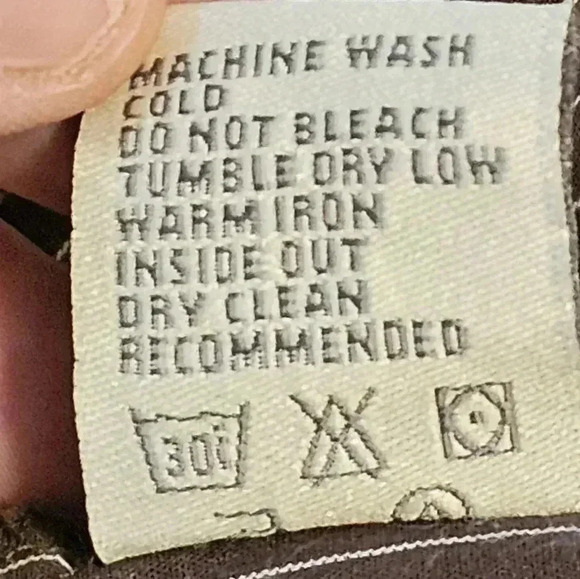 MACHINE WASH
COLD
DO NOT BLEACH
TUMBLE DRY LOW
WARM IRON
INSIDE OUT
DRY CLEAN
RECOMMENDED
30